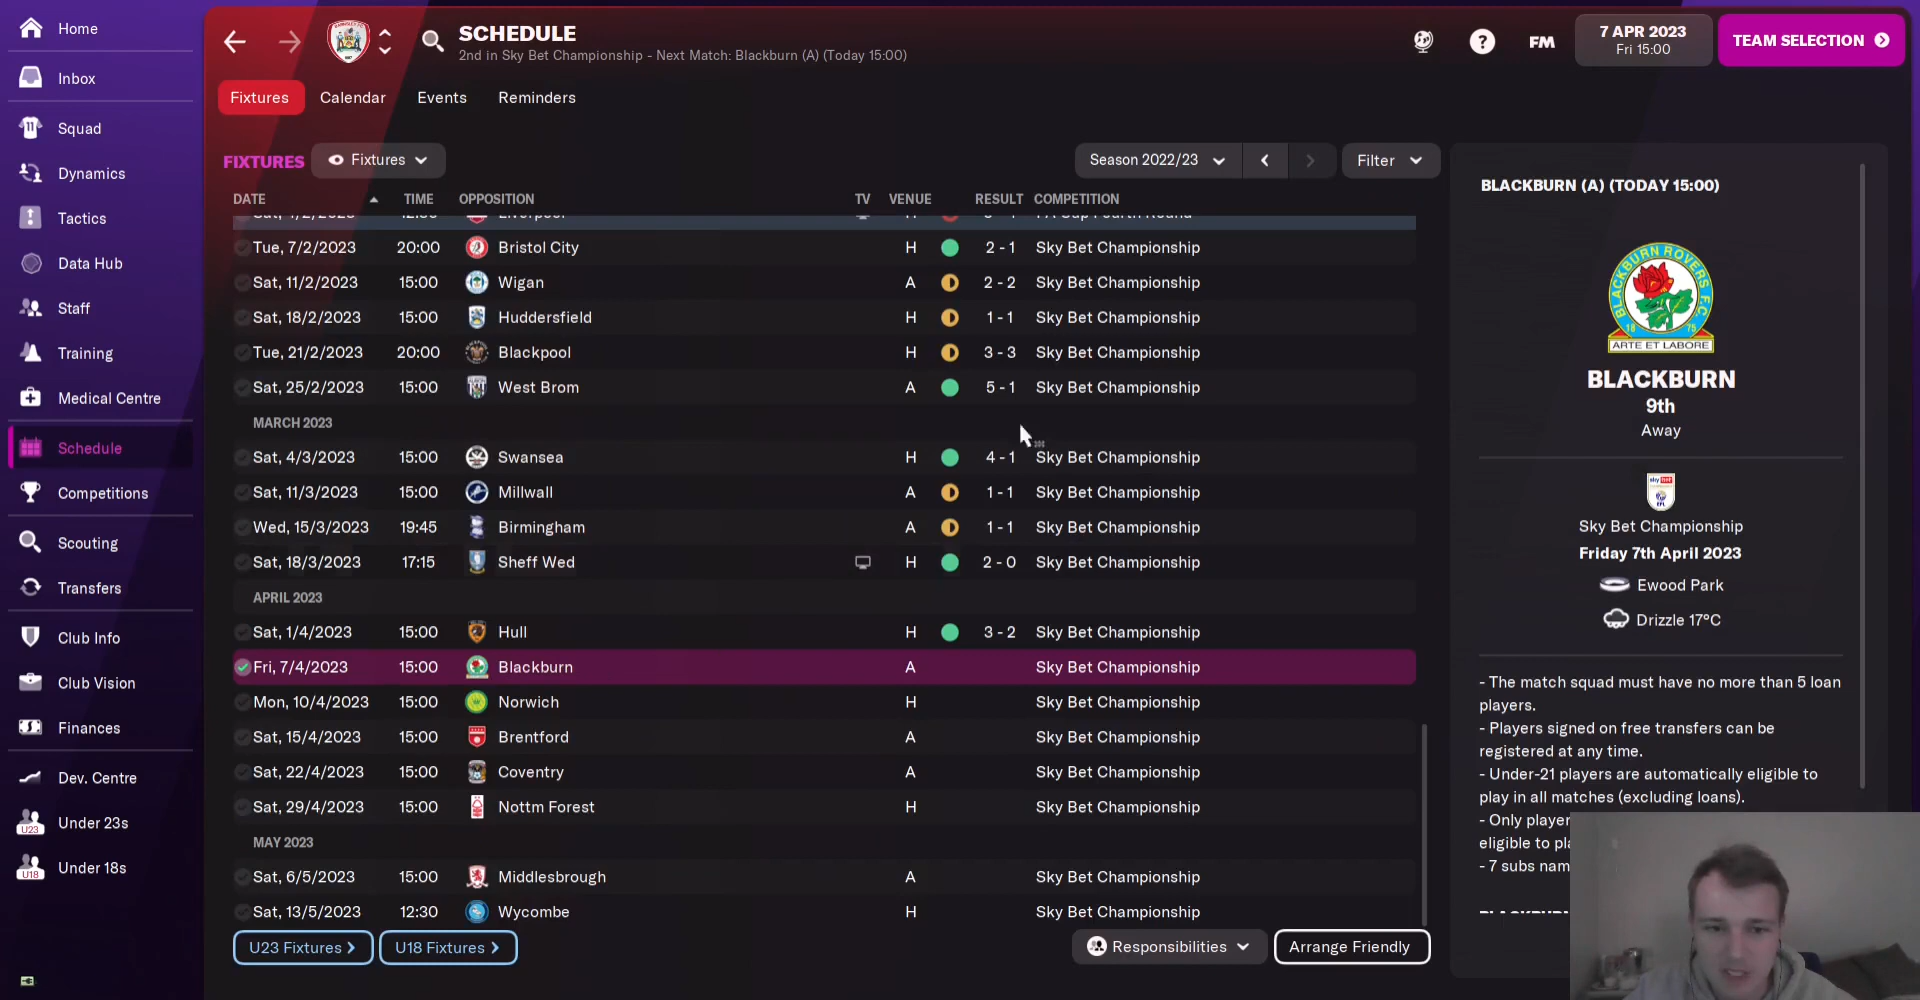 Home
Inbox
Squad
Dynamics
Tactics
Data Hub
Staff
Training
Medical Centre
Schedule
Competitions
Scouting
Transfers
Club Info
Club Vision
Finances
Dev. Centre
U23 Under 23s
U18 Under 18s
SCHEDULE
2nd in Sky Bet Championship - Next Match: Blackburn (A) (Today 15:00)
FM
7 APR 2023
Fri 15:00
TEAM SELECTION
Fixtures Calendar Events Reminders
FIXTURES Fixtures Season 2022/23 Filter
DATE TIME OPPOSITION TV VENUE RESULT COMPETITION
Tue, 7/2/2023 20:00 Bristol City H 2 - 1 Sky Bet Championship
Sat, 11/2/2023 15:00 Wigan A 2 - 2 Sky Bet Championship
Sat, 18/2/2023 15:00 Huddersfield H 1 - 1 Sky Bet Championship
Tue, 21/2/2023 20:00 Blackpool H 3 - 3 Sky Bet Championship
Sat, 25/2/2023 15:00 West Brom A 5 - 1 Sky Bet Championship
MARCH 2023
Sat, 4/3/2023 15:00 Swansea H 4 - 1 Sky Bet Championship
Sat, 11/3/2023 15:00 Millwall A 1 - 1 Sky Bet Championship
Wed, 15/3/2023 19:45 Birmingham A 1 - 1 Sky Bet Championship
Sat, 18/3/2023 17:15 Sheff Wed H 2 - 0 Sky Bet Championship
APRIL 2023
Sat, 1/4/2023 15:00 Hull H 3 - 2 Sky Bet Championship
Fri, 7/4/2023 15:00 Blackburn A Sky Bet Championship
Mon, 10/4/2023 15:00 Norwich H Sky Bet Championship
Sat, 15/4/2023 15:00 Brentford A Sky Bet Championship
Sat, 22/4/2023 15:00 Coventry A Sky Bet Championship
Sat, 29/4/2023 15:00 Nottm Forest H Sky Bet Championship
MAY 2023
Sat, 6/5/2023 15:00 Middlesbrough A Sky Bet Championship
Sat, 13/5/2023 12:30 Wycombe H Sky Bet Championship
U23 Fixtures U18 Fixtures Responsibilities Arrange Friendly
BLACKBURN (A) (TODAY 15:00)
BLACKBURN ROVERS F.C.
18 75
ARTE ET LABORE
BLACKBURN
9th
Away
sky bet
EFL
Sky Bet Championship
Friday 7th April 2023
Ewood Park
Drizzle 17°C
- The match squad must have no more than 5 loan
players.
- Players signed on free transfers can be
registered at any time.
- Under-21 players are automatically eligible to
play in all matches (excluding loans).
- Only player
eligible to pla
- 7 subs nam